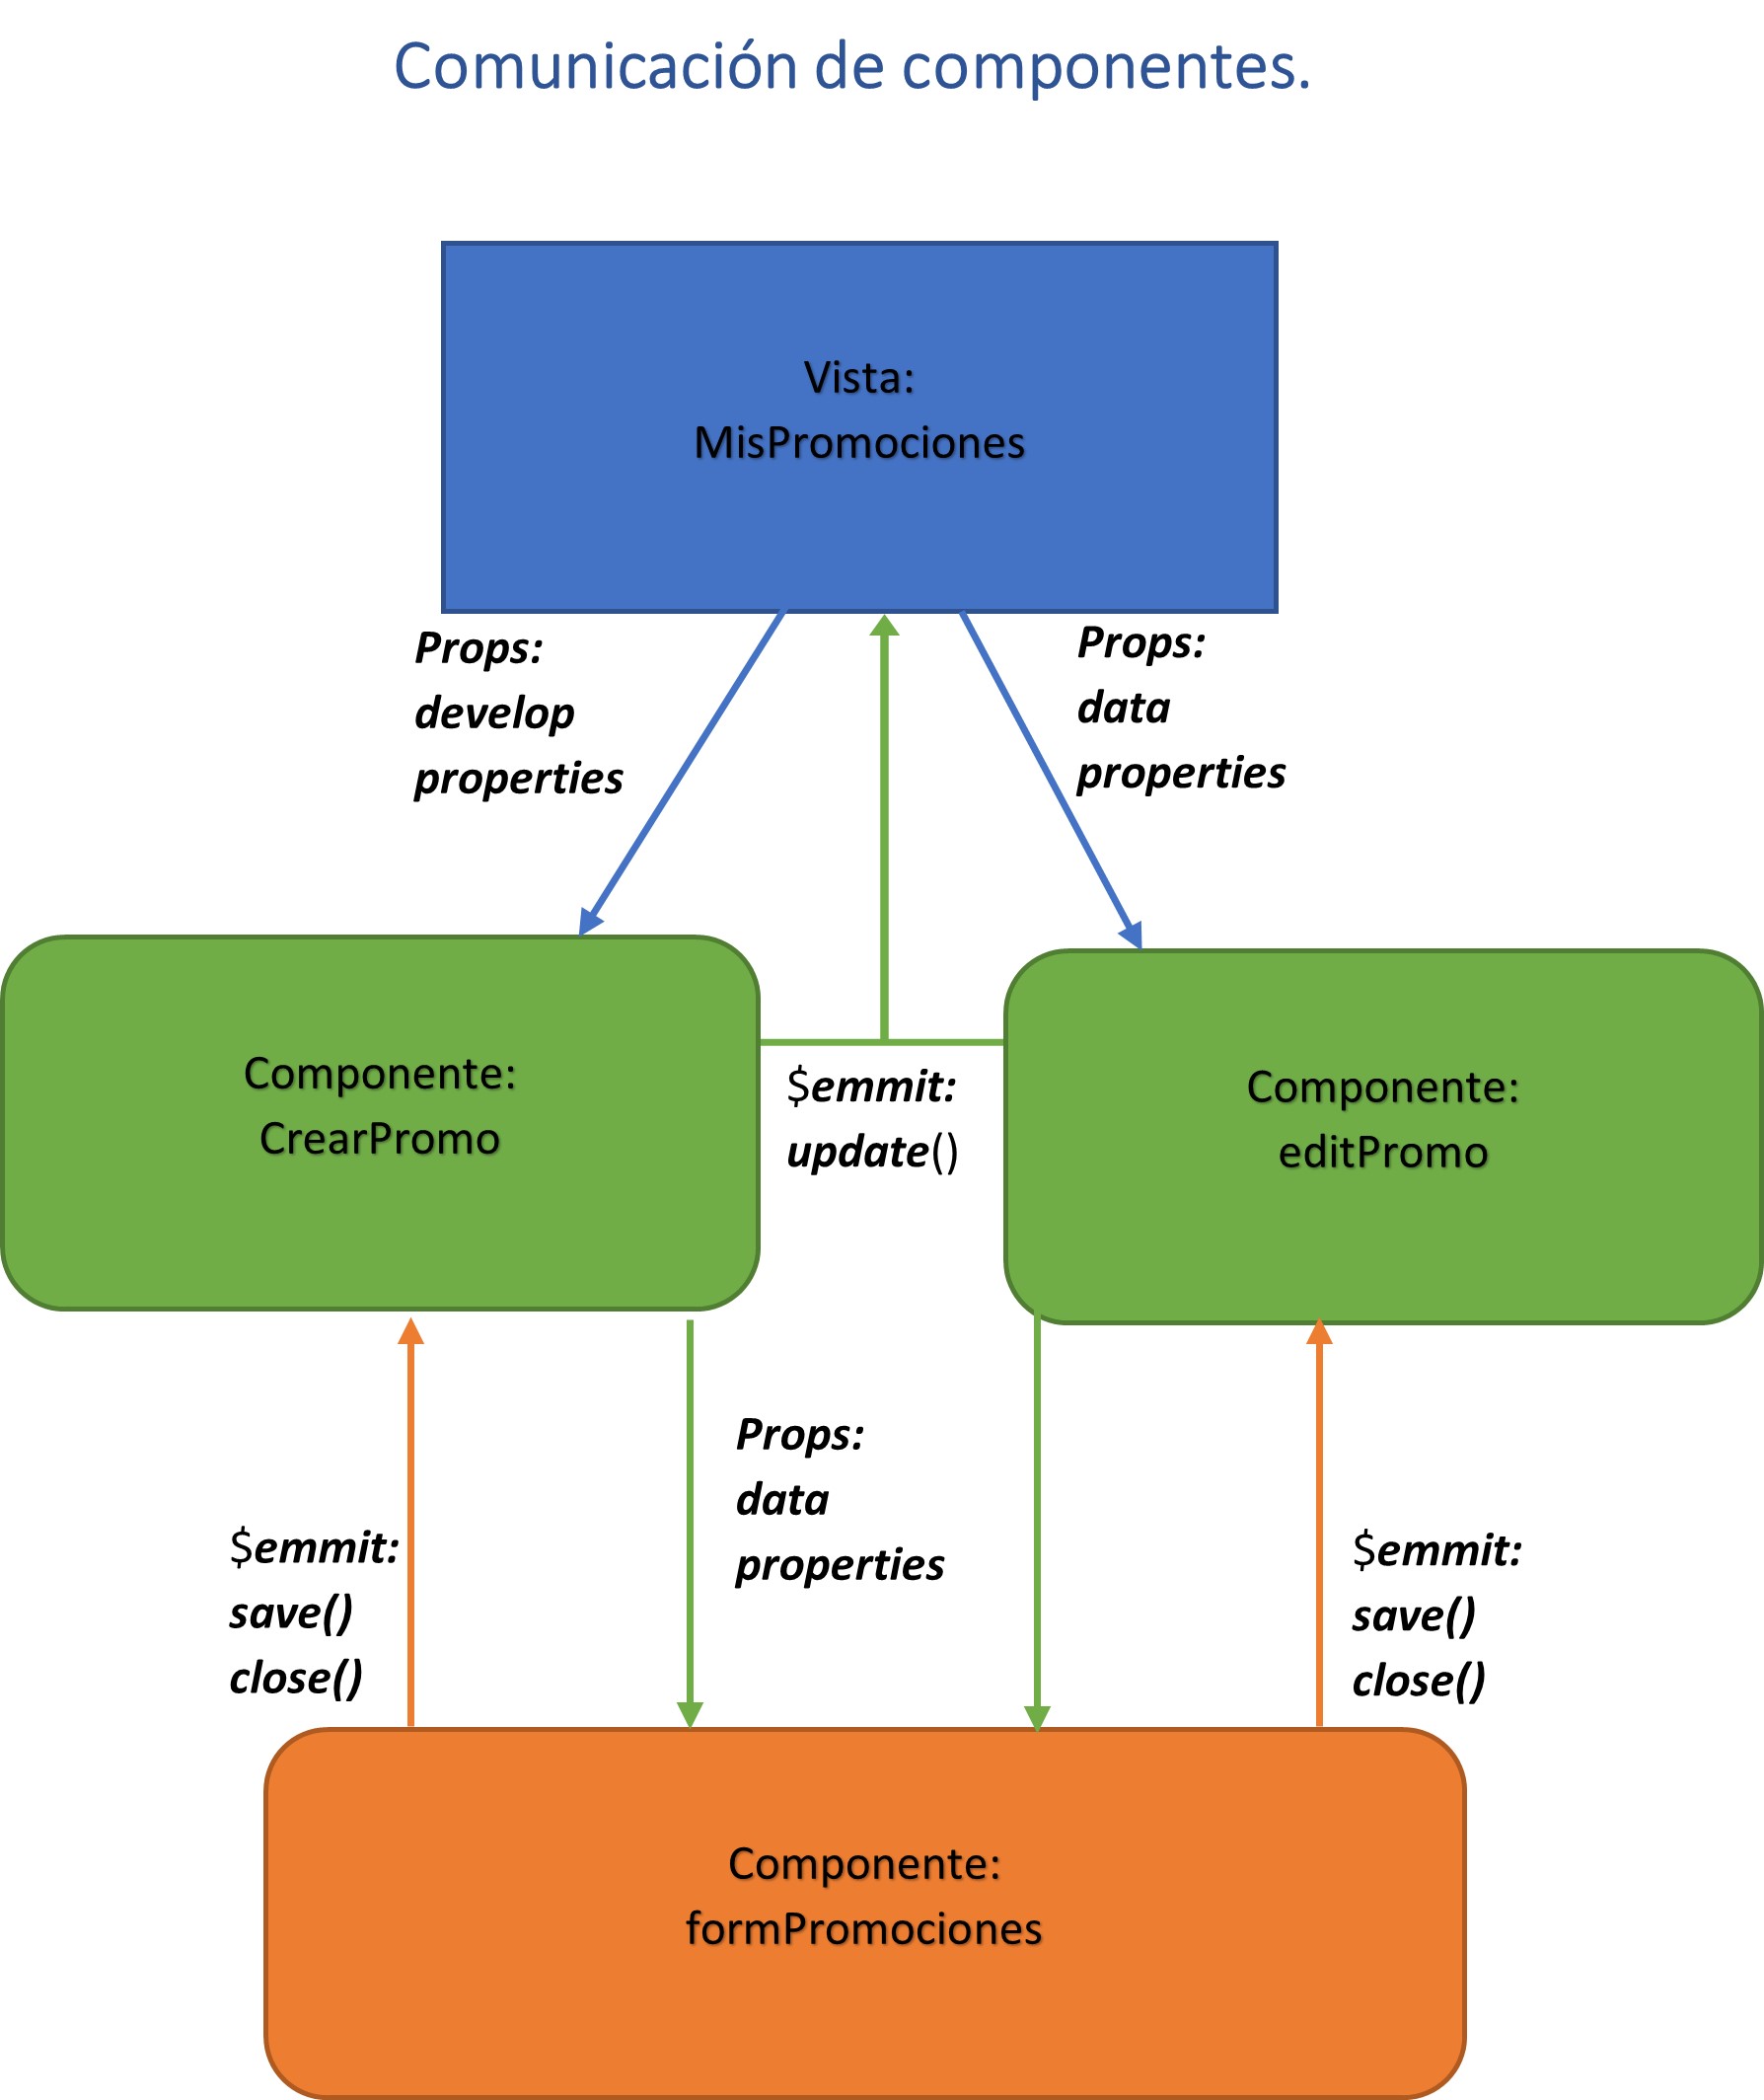 Comunicación de componentes.
Vista:
MisPromociones
Props:
develop
properties
Props:
data
properties
Componente:
CrearPromo
$emmit:
update()
Componente:
editPromo
Props:
data
properties
$emmit:
save()
close()
$emmit:
save()
close()
Componente:
formPromociones